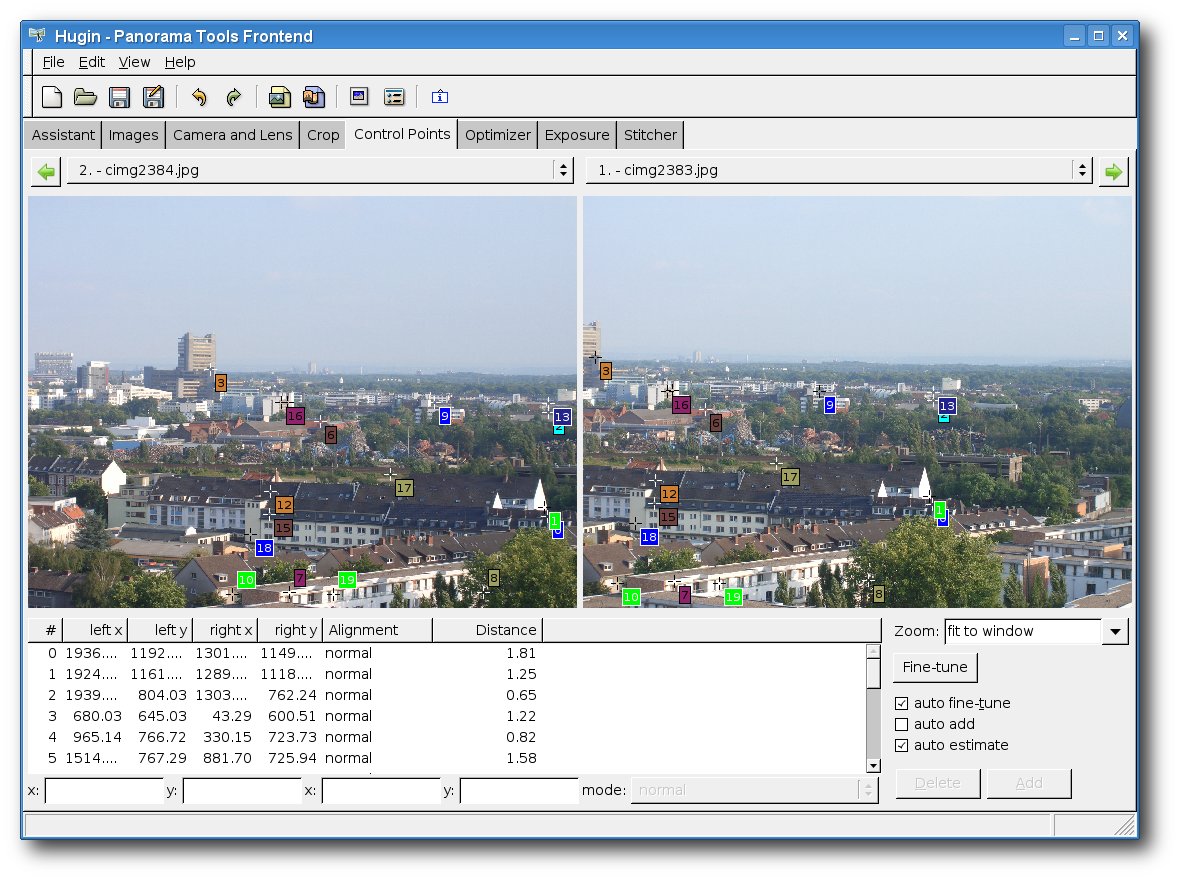 Hugin - Panorama Tools Frontend
File Edit View Help
Assistant Images Camera and Lens Crop Control Points Optimizer Exposure Stitcher
2. - cimg2384.jpg 1. - cimg2383.jpg
3 16 9 13 2 6 17 12 15 1 0 18 10 7 19 8
3 16 9 13 2 6 17 12 15 1 0 18 10 7 19 8
# left x left y right x right y Alignment Distance
0 1936.... 1192.... 1301.... 1149.... normal 1.81
1 1924.... 1161.... 1289.... 1118.... normal 1.25
2 1939.... 804.03 1303.... 762.24 normal 0.65
3 680.03 645.03 43.29 600.51 normal 1.22
4 965.14 766.72 330.15 723.73 normal 0.82
5 1514.... 767.29 881.70 725.94 normal 1.58
x: y: x: y: mode: normal
Zoom: fit to window
Fine-tune
auto fine-tune
auto add
auto estimate
Delete Add